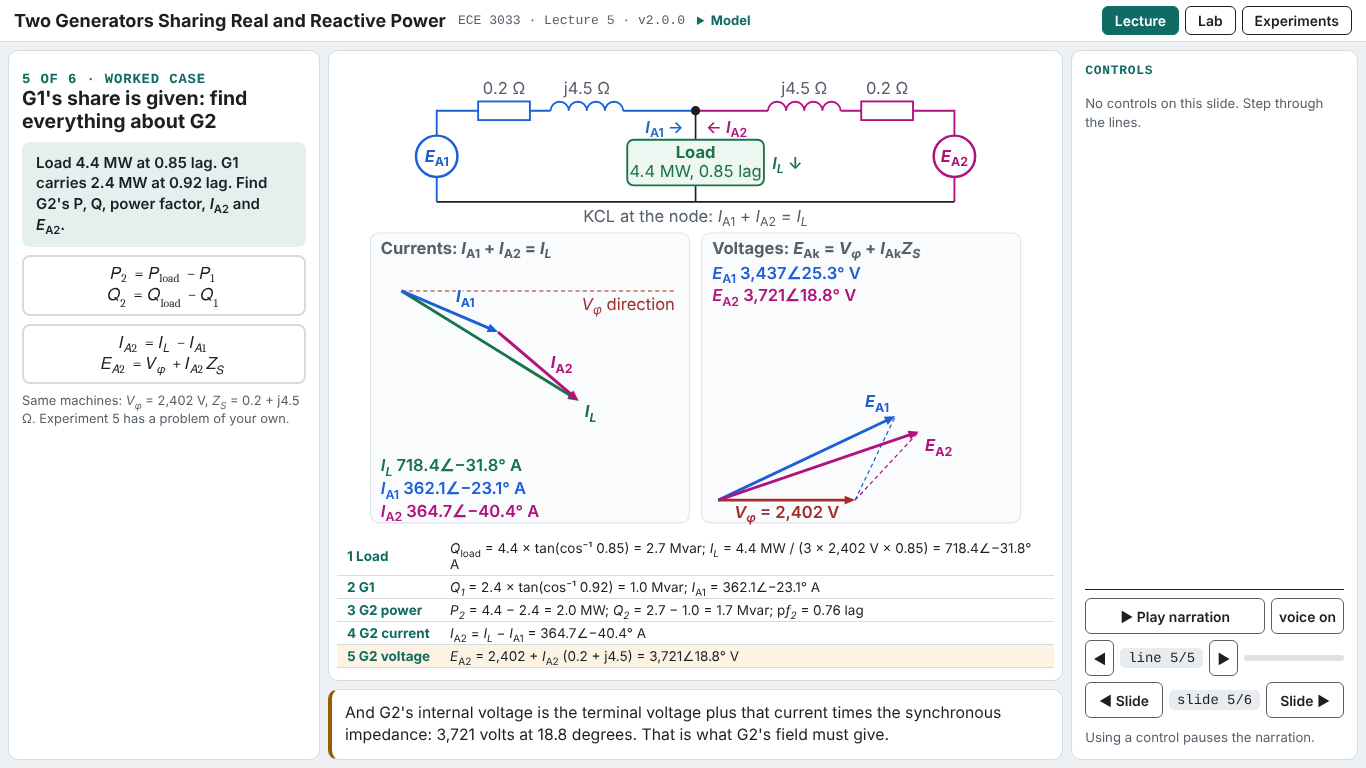 Two Generators Sharing Real and Reactive Power ECE 3033 · Lecture 5 · v2.0.0 ▶ Model
Lecture Lab Experiments
5 OF 6 · WORKED CASE
G1's share is given: find
everything about G2
Load 4.4 MW at 0.85 lag. G1
carries 2.4 MW at 0.92 lag. Find
G2's P, Q, power factor, I_A2 and
E_A2.
P_2 = P_load − P_1
Q_2 = Q_load − Q_1
I_A2 = I_L − I_A1
E_A2 = V_φ + I_A2 Z_S
Same machines: V_φ = 2,402 V, Z_S = 0.2 + j4.5
Ω. Experiment 5 has a problem of your own.
0.2 Ω j4.5 Ω j4.5 Ω 0.2 Ω
I_A1 → ← I_A2
E_A1 Load E_A2
4.4 MW, 0.85 lag I_L ↓
KCL at the node: I_A1 + I_A2 = I_L
Currents: I_A1 + I_A2 = I_L
I_A1
V_φ direction
I_A2
I_L
I_L 718.4∠−31.8° A
I_A1 362.1∠−23.1° A
I_A2 364.7∠−40.4° A
Voltages: E_Ak = V_φ + I_Ak Z_S
E_A1 3,437∠25.3° V
E_A2 3,721∠18.8° V
E_A1
E_A2
V_φ = 2,402 V
1 Load Q_load = 4.4 × tan(cos⁻¹ 0.85) = 2.7 Mvar; I_L = 4.4 MW / (3 × 2,402 V × 0.85) = 718.4∠−31.8°
A
2 G1 Q_1 = 2.4 × tan(cos⁻¹ 0.92) = 1.0 Mvar; I_A1 = 362.1∠−23.1° A
3 G2 power P_2 = 4.4 − 2.4 = 2.0 MW; Q_2 = 2.7 − 1.0 = 1.7 Mvar; pf_2 = 0.76 lag
4 G2 current I_A2 = I_L − I_A1 = 364.7∠−40.4° A
5 G2 voltage E_A2 = 2,402 + I_A2 (0.2 + j4.5) = 3,721∠18.8° V
And G2's internal voltage is the terminal voltage plus that current times the synchronous
impedance: 3,721 volts at 18.8 degrees. That is what G2's field must give.
CONTROLS
No controls on this slide. Step through
the lines.
▶ Play narration voice on
◀ line 5/5 ▶
◀ Slide slide 5/6 Slide ▶
Using a control pauses the narration.